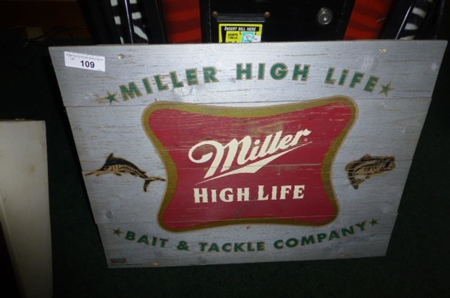 109
MILLER HIGH LIFE
Miller
HIGH LIFE
BAIT & TACKLE COMPANY